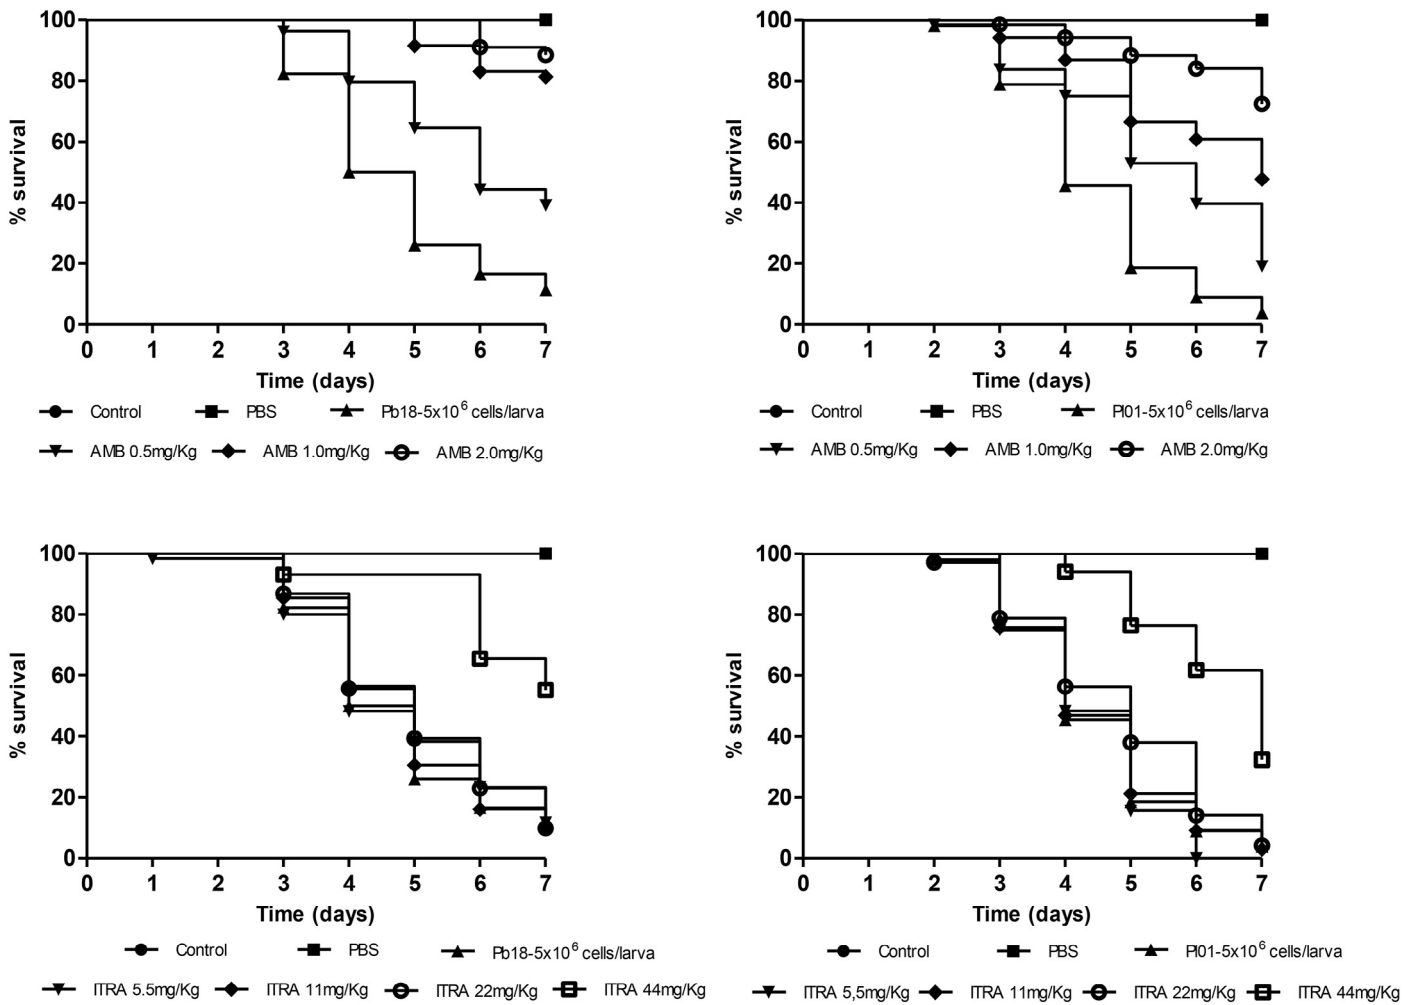 100
80
60
40
20
0
% survival
0 1 2 3 4 5 6 7
Time (days)
Control PBS Pb18-5x10⁶ cells/larva
AMB 0.5mg/Kg AMB 1.0mg/Kg AMB 2.0mg/Kg
100
80
60
40
20
0
% survival
0 1 2 3 4 5 6 7
Time (days)
Control PBS Pl01-5x10⁶ cells/larva
AMB 0.5mg/Kg AMB 1.0mg/Kg AMB 2.0mg/Kg
100
80
60
40
20
0
% survival
0 1 2 3 4 5 6 7
Time (days)
Control PBS Pb18-5x10⁶ cells/larva
ITRA 5.5mg/Kg ITRA 11mg/Kg ITRA 22mg/Kg ITRA 44mg/Kg
100
80
60
40
20
0
% survival
0 1 2 3 4 5 6 7
Time (days)
Control PBS Pl01-5x10⁶ cells/larva
ITRA 5,5mg/Kg ITRA 11mg/Kg ITRA 22mg/Kg ITRA 44mg/Kg